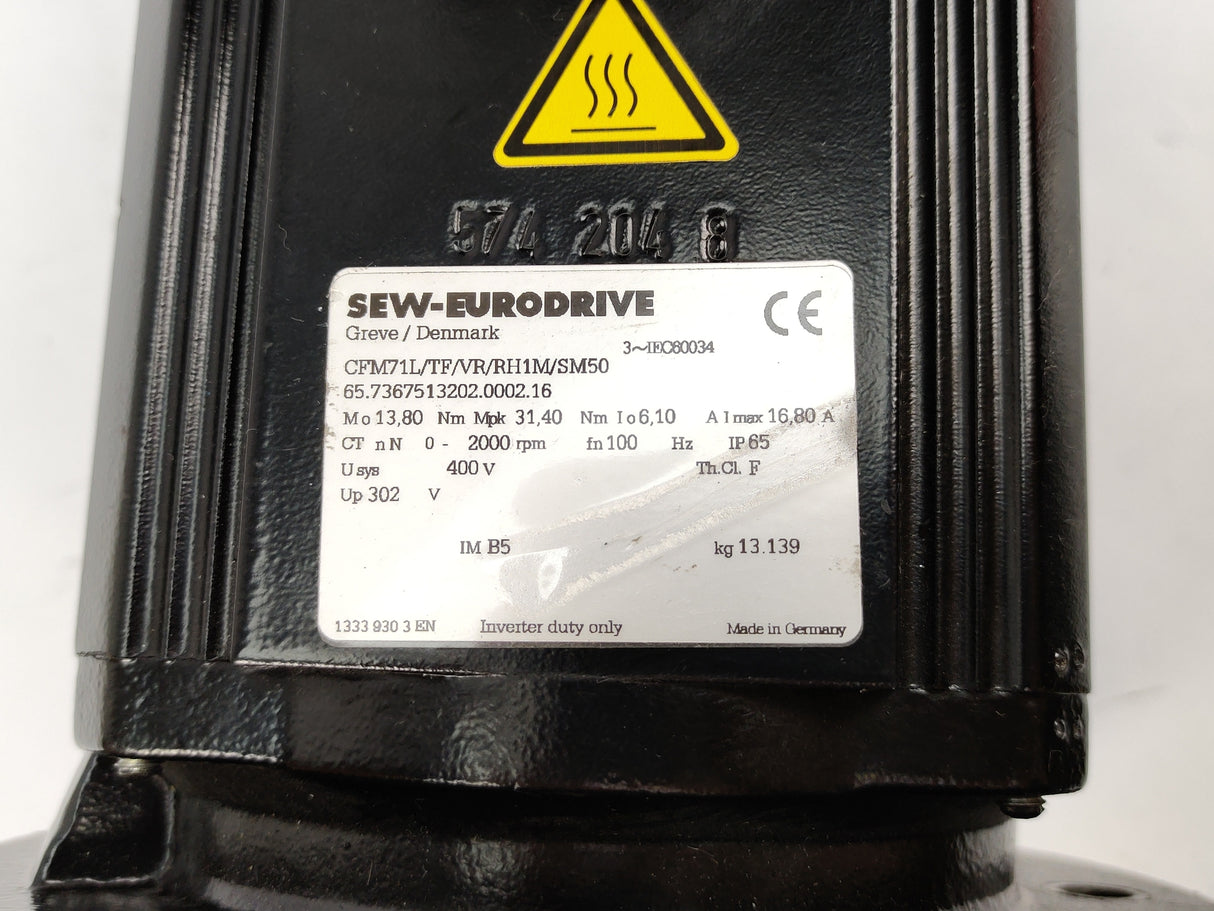 574 204 8
SEW-EURODRIVE CE
Greve / Denmark
3~IEC60034
CFM71L/TF/VR/RH1M/SM50
65.7367513202.0002.16
Mo 13,80 Nm Mpk 31,40 Nm Io 6,10 A Imax 16,80 A
CT nN 0 - 2000 rpm fn 100 Hz IP 65
Usys 400 V Th.Cl. F
Up 302 V
IM B5 kg 13.139
1333 930 3 EN Inverter duty only Made in Germany